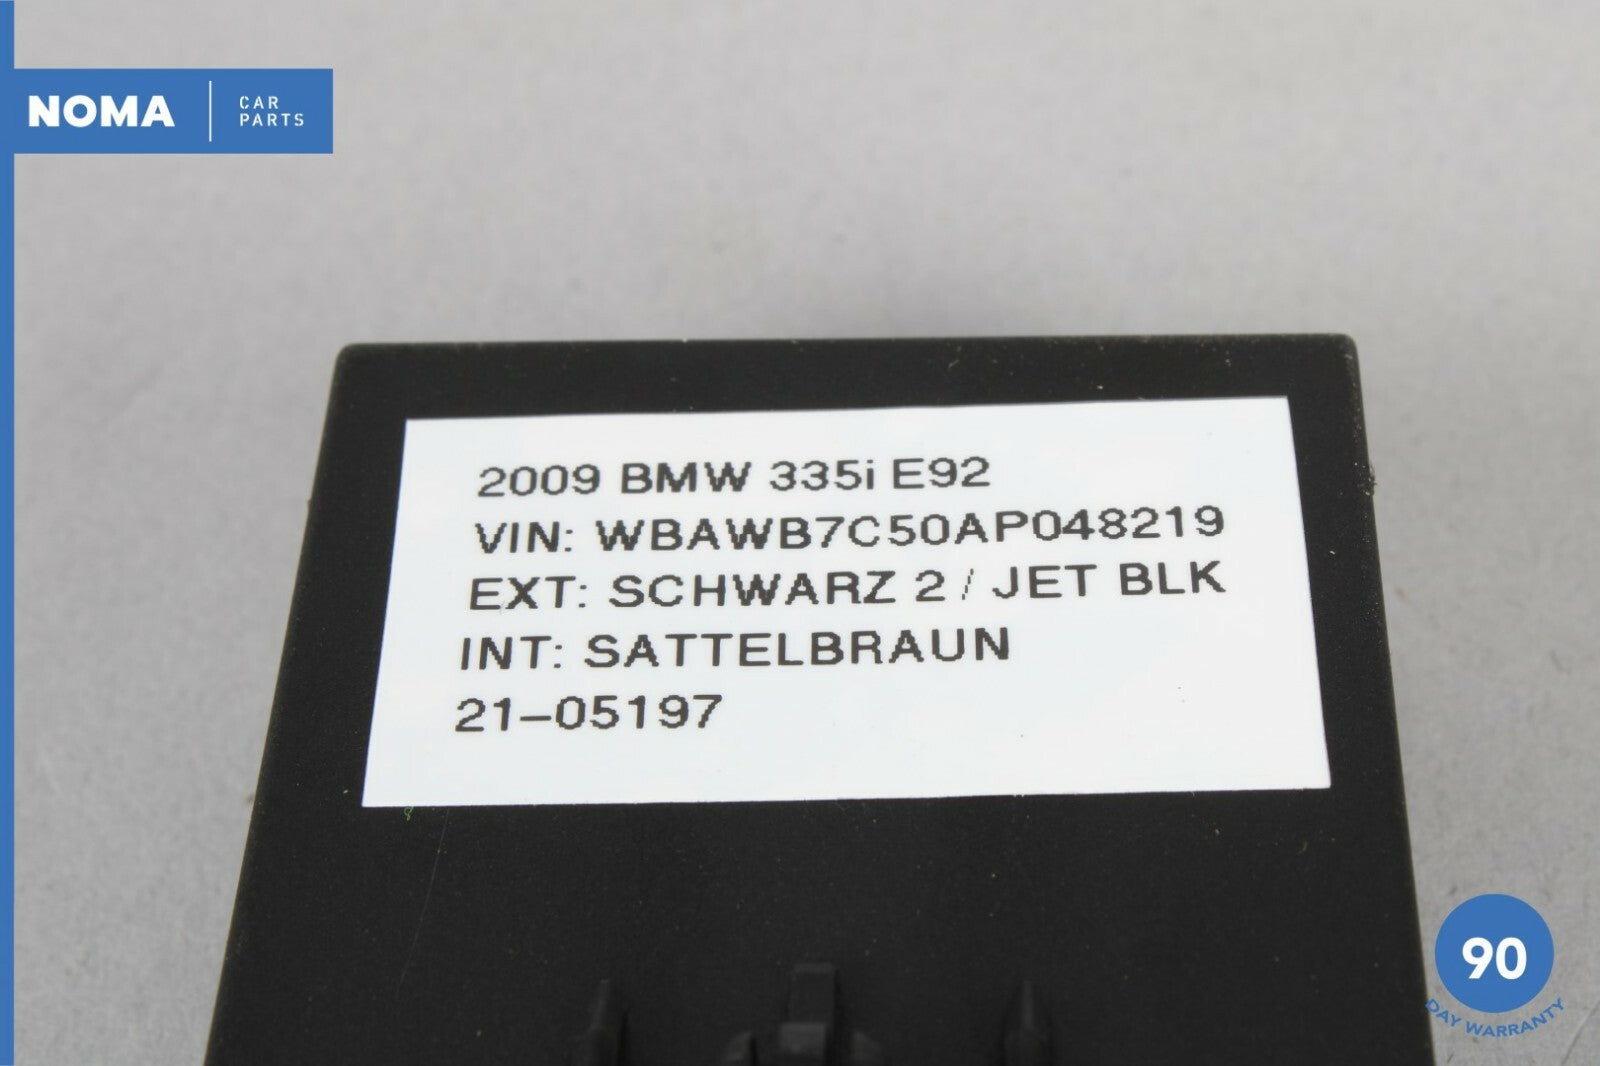 NOMA
CAR
PARTS
2009 BMW 335i E92
VIN: WBAWB7C50AP048219
EXT: SCHWARZ 2 / JET BLK
INT: SATTELBRAUN
21-05197
90
DAY WARRANTY